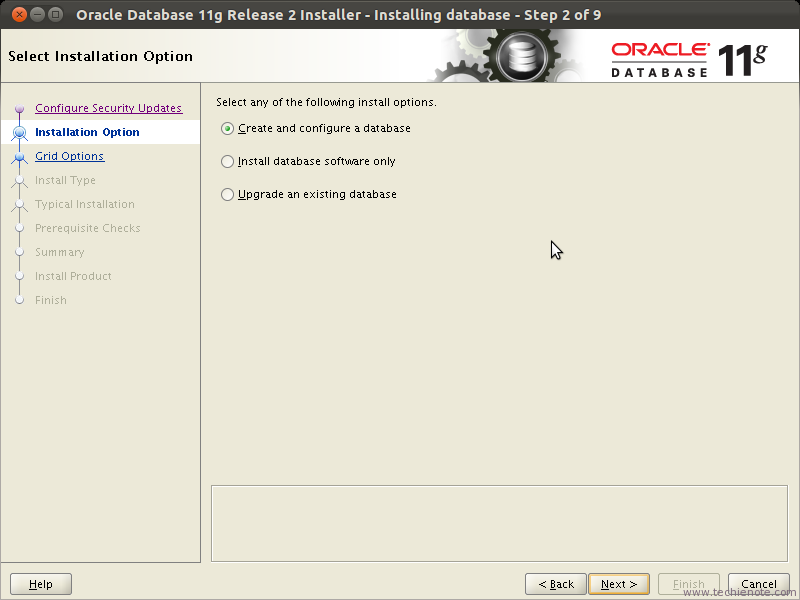 Oracle Database 11g Release 2 Installer - Installing database - Step 2 of 9
Select Installation Option
ORACLE
DATABASE
11g
Configure Security Updates
Installation Option
Grid Options
Install Type
Typical Installation
Prerequisite Checks
Summary
Install Product
Finish
Select any of the following install options.
Create and configure a database
Install database software only
Upgrade an existing database
Help
< Back
Next >
Finish
Cancel
www.techienote.com